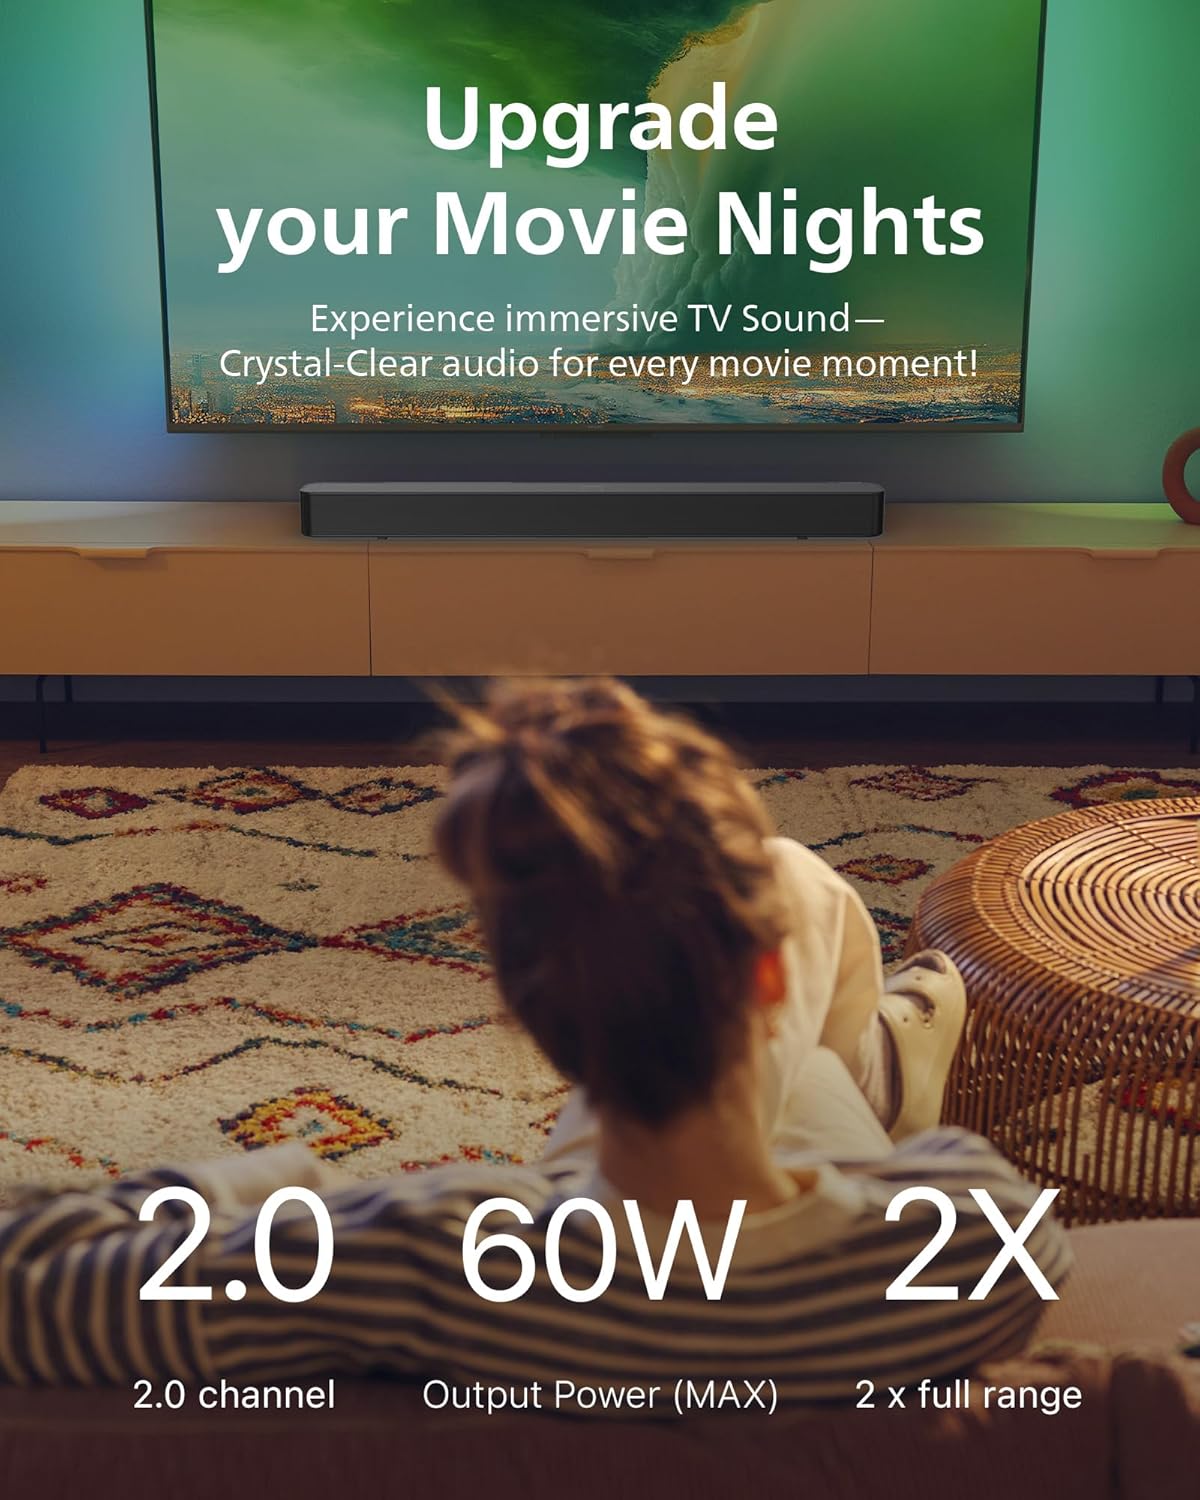 Upgrade
your Movie Nights
Experience immersive TV Sound—
Crystal-Clear audio for every movie moment!
2.0 60W 2X
2.0 channel Output Power (MAX) 2 x full range